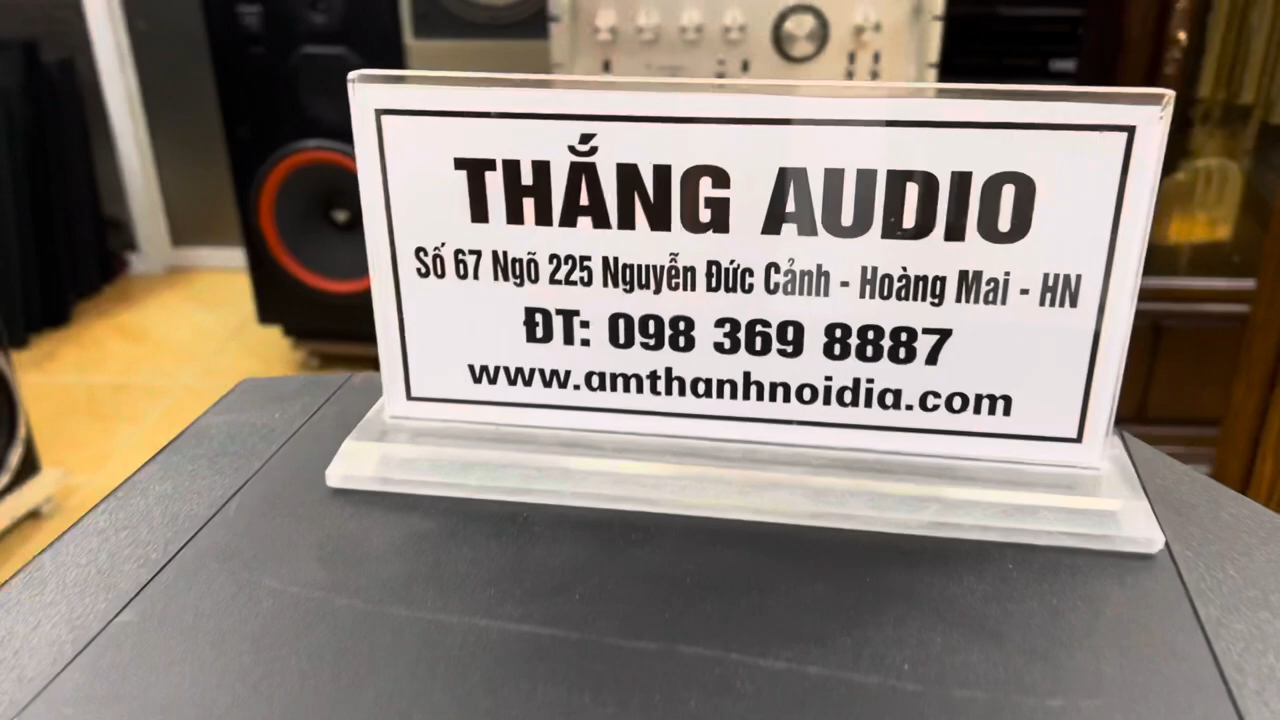 THẮNG AUDIO
Số 67 Ngõ 225 Nguyễn Đức Cảnh - Hoàng Mai - HN
ĐT: 098 369 8887
www.amthanhnoidia.com